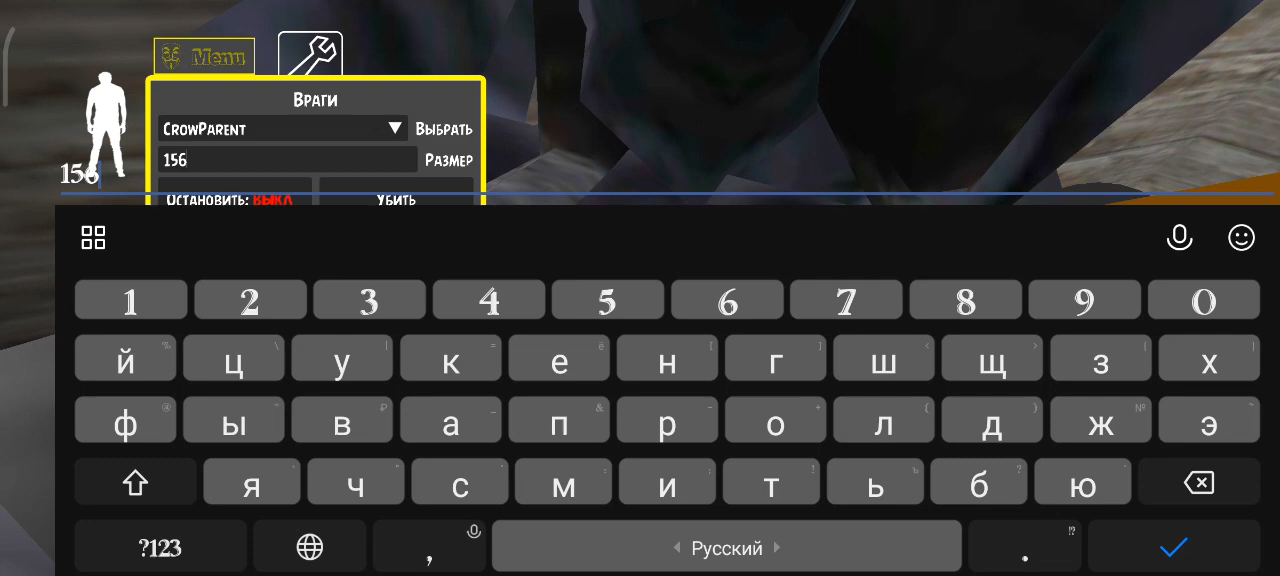 Menu
Враги
CrowParent Выбрать
156 Размер
156
Остановить: ВЫКЛ Убить
1 2 3 4 5 6 7 8 9 0
й ц у к е н г ш щ з х
ф ы в а п р о л д ж э
я ч с м и т ь б ю
?123 , Русский .